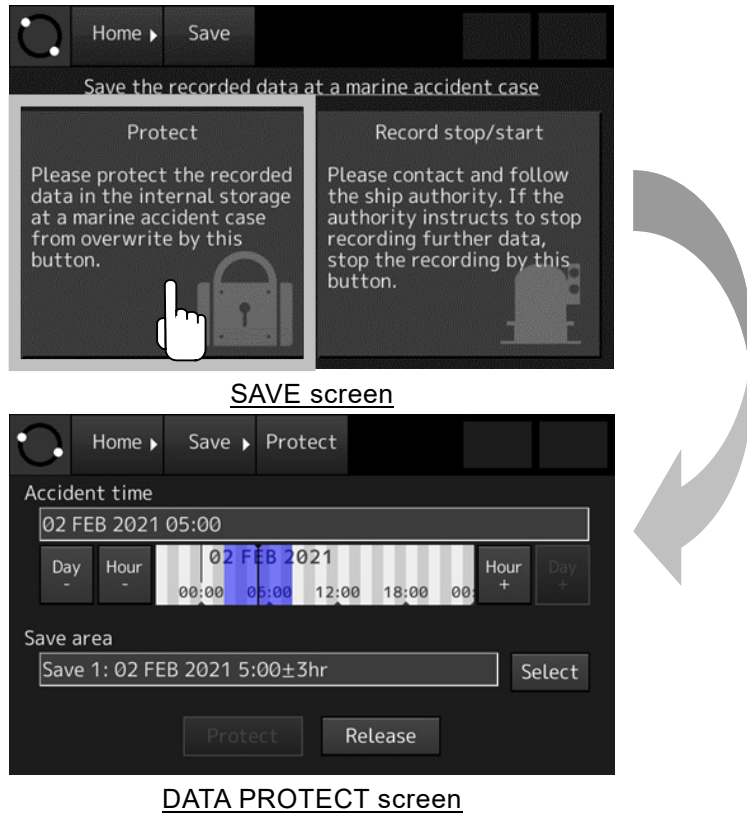 Home Save
Save the recorded data at a marine accident case
Protect
Please protect the recorded
data in the internal storage
at a marine accident case
from overwrite by this
button.
Record stop/start
Please contact and follow
the ship authority. If the
authority instructs to stop
recording further data,
stop the recording by this
button.
SAVE screen
Home Save Protect
Accident time
02 FEB 2021 05:00
Day
-
Hour
-
02 FEB 2021
00:00 06:00 12:00 18:00 00:
Hour
+
Day
+
Save area
Save 1: 02 FEB 2021 5:00±3hr
Select
Protect Release
DATA PROTECT screen